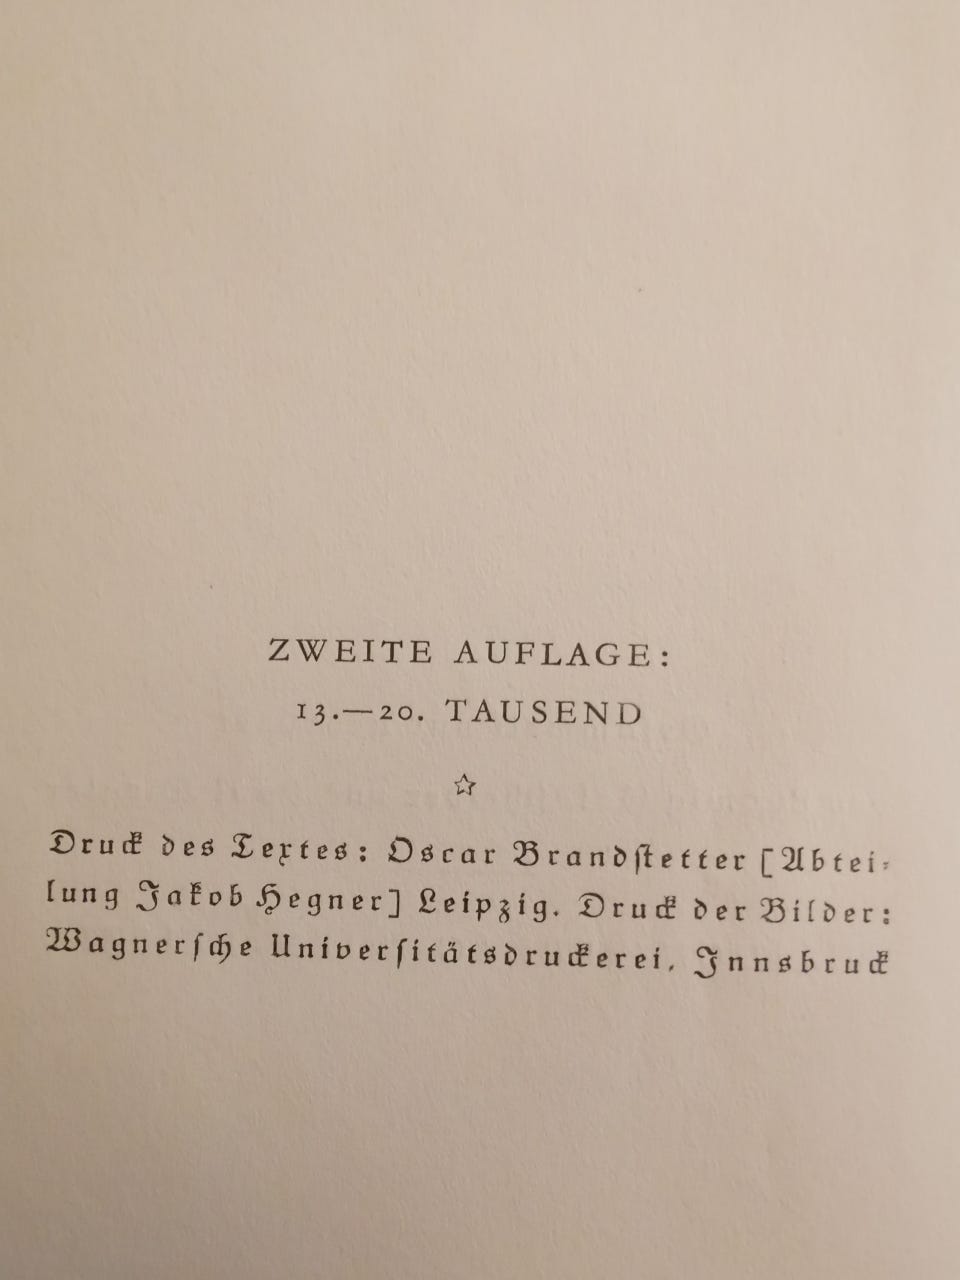 ZWEITE AUFLAGE:
13.—20. TAUSEND
☆
Druck des Textes: Oscar Brandſtetter [Abtei-
lung Jakob Hegner] Leipzig. Druck der Bilder:
Wagnerſche Univerſitätsdruckerei, Innsbruck